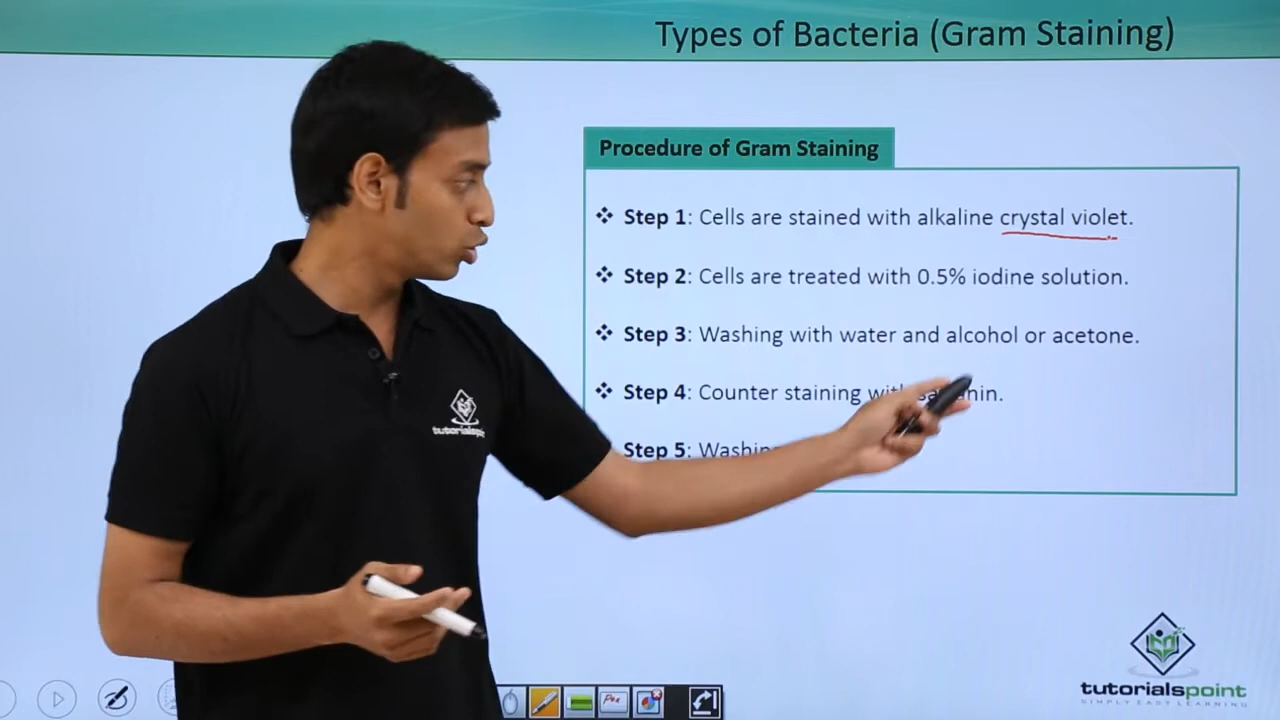 Types of Bacteria (Gram Staining)
Procedure of Gram Staining
❖ Step 1: Cells are stained with alkaline crystal violet.
❖ Step 2: Cells are treated with 0.5% iodine solution.
❖ Step 3: Washing with water and alcohol or acetone.
❖ Step 4: Counter staining with
Step 5:
tutorialspoint
tutorialspoint
SIMPLY EASY LEARNING